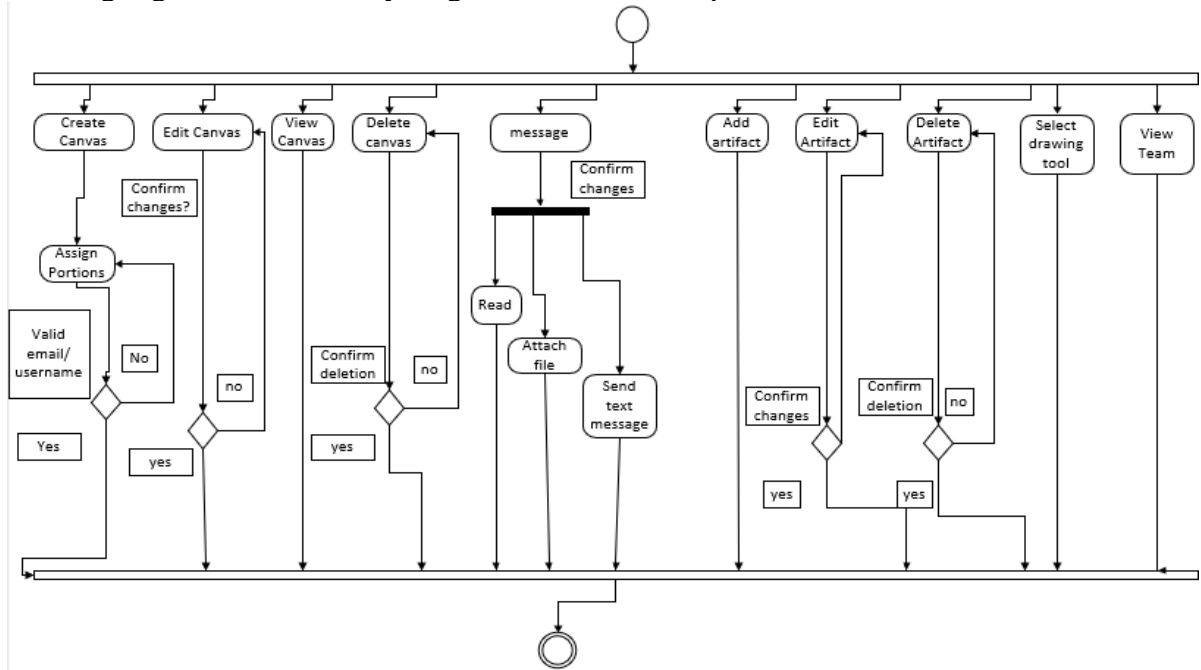 Create
Canvas
Edit Canvas
View
Canvas
Delete
canvas
message
Add
artifact
Edit
Artifact
Delete
Artifact
Select
drawing
tool
View
Team
Confirm
changes?
Confirm
changes
Assign
Portions
Read
Valid
email/
username
No
Attach
file
Confirm
deletion
no
no
Send
text
message
Confirm
changes
Confirm
deletion
no
Yes
yes
yes
yes
yes